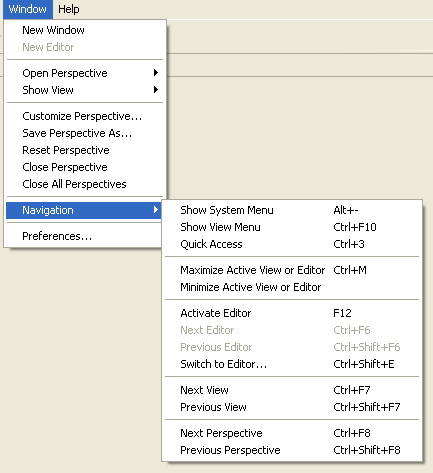 Window Help
New Window
New Editor
Open Perspective
Show View
Customize Perspective...
Save Perspective As...
Reset Perspective
Close Perspective
Close All Perspectives
Navigation
Preferences...
Show System Menu Alt+-
Show View Menu Ctrl+F10
Quick Access Ctrl+3
Maximize Active View or Editor Ctrl+M
Minimize Active View or Editor
Activate Editor F12
Next Editor Ctrl+F6
Previous Editor Ctrl+Shift+F6
Switch to Editor... Ctrl+Shift+E
Next View Ctrl+F7
Previous View Ctrl+Shift+F7
Next Perspective Ctrl+F8
Previous Perspective Ctrl+Shift+F8